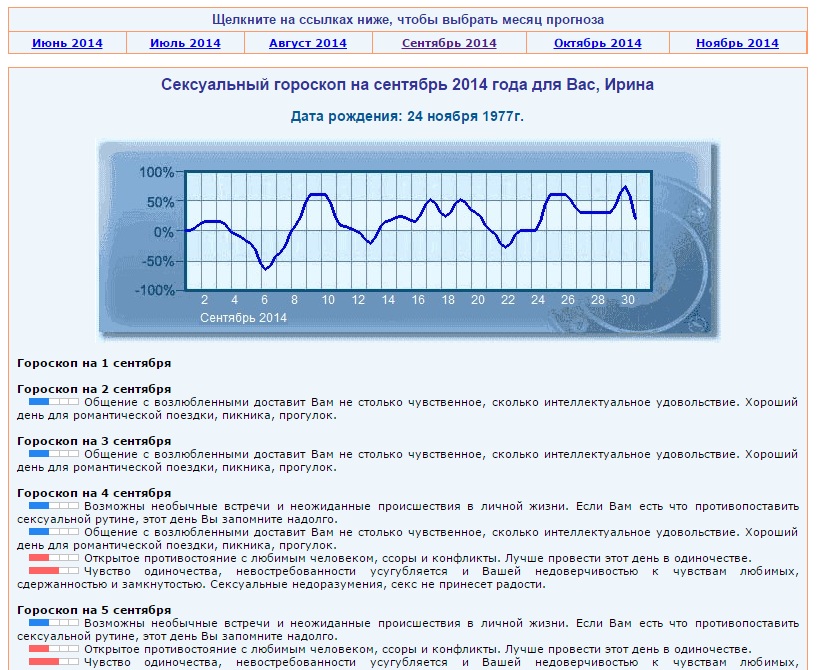 Щелкните на ссылках ниже, чтобы выбрать месяц прогноза
Июнь 2014 Июль 2014 Август 2014 Сентябрь 2014 Октябрь 2014 Ноябрь 2014
Сексуальный гороскоп на сентябрь 2014 года для Вас, Ирина
Дата рождения: 24 ноября 1977г.
100%
50%
0%
-50%
-100%
2 4 6 8 10 12 14 16 18 20 22 24 26 28 30
Сентябрь 2014
Гороскоп на 1 сентября
Гороскоп на 2 сентября
Общение с возлюбленными доставит Вам не столько чувственное, сколько интеллектуальное удовольствие. Хороший
день для романтической поездки, пикника, прогулок.
Гороскоп на 3 сентября
Общение с возлюбленными доставит Вам не столько чувственное, сколько интеллектуальное удовольствие. Хороший
день для романтической поездки, пикника, прогулок.
Гороскоп на 4 сентября
Возможны необычные встречи и неожиданные происшествия в личной жизни. Если Вам есть что противопоставить
сексуальной рутине, этот день Вы запомните надолго.
Общение с возлюбленными доставит Вам не столько чувственное, сколько интеллектуальное удовольствие. Хороший
день для романтической поездки, пикника, прогулок.
Открытое противостояние с любимым человеком, ссоры и конфликты. Лучше провести этот день в одиночестве.
Чувство одиночества, невостребованности усугубляется и Вашей недоверчивостью к чувствам любимых,
сдержанностью и замкнутостью. Сексуальные недоразумения, секс не принесет радости.
Гороскоп на 5 сентября
Возможны необычные встречи и неожиданные происшествия в личной жизни. Если Вам есть что противопоставить
сексуальной рутине, этот день Вы запомните надолго.
Открытое противостояние с любимым человеком, ссоры и конфликты. Лучше провести этот день в одиночестве.
Чувство одиночества, невостребованности усугубляется и Вашей недоверчивостью к чувствам любимых,